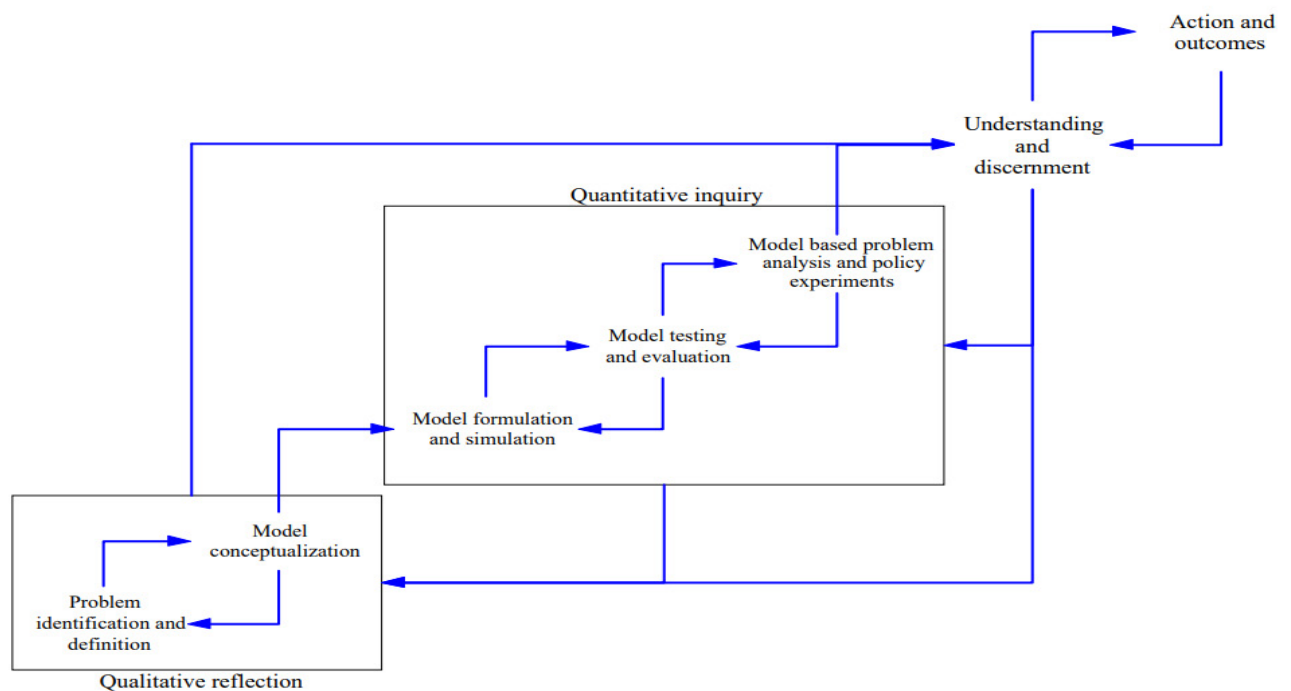 Action and
outcomes
Understanding
and
discernment
Quantitative inquiry
Model based problem
analysis and policy
experiments
Model testing
and evaluation
Model formulation
and simulation
Model
conceptualization
Problem
identification and
definition
Qualitative reflection